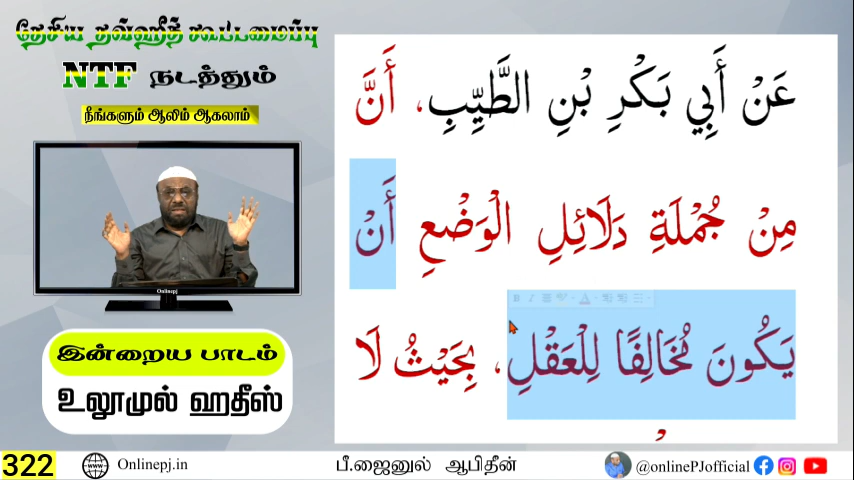 தேசிய தவ்ஹீத் கூட்டமைப்பு
NTF நடத்தும்
நீங்களும் ஆலிம் ஆகலாம்
Onlinepj
இன்றைய பாடம்
உலூமுல் ஹதீஸ்
عَنْ أَبِي بَكْرِ بْنِ الطَّيِّبِ، أَنَّ
مِنْ جُمْلَةِ دَلَائِلِ الْوَضْعِ أَنْ
يَكُونَ مُخَالِفًا لِلْعَقْلِ، بِحَيْثُ لَا
322
Onlinepj.in
பீ.ஜைனுல் ஆபிதீன்
@onlinePJofficial